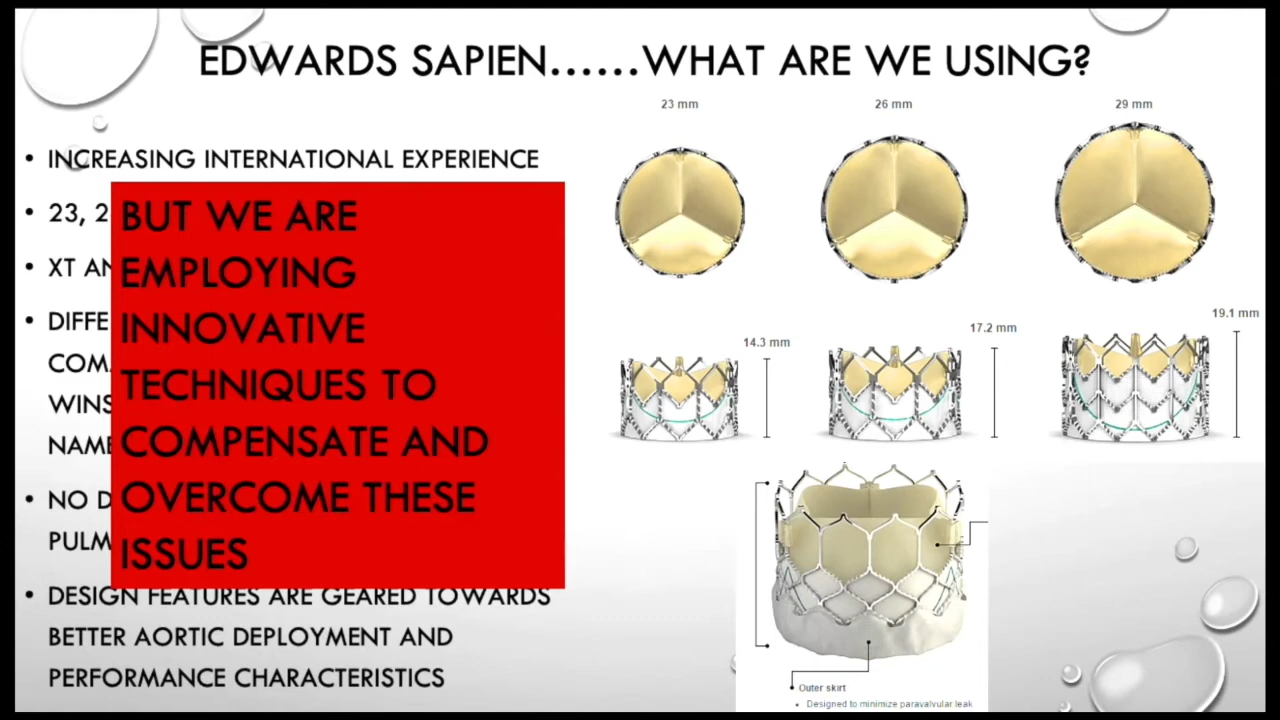 EDWARDS SAPIEN......WHAT ARE WE USING?
• INCREASING INTERNATIONAL EXPERIENCE
• 23, 2
• XT AN
• DIFFE
COM
WINS
NAME
• NO D
PULM
• DESIGN FEATURES ARE GEARED TOWARDS
BETTER AORTIC DEPLOYMENT AND
PERFORMANCE CHARACTERISTICS
BUT WE ARE
EMPLOYING
INNOVATIVE
TECHNIQUES TO
COMPENSATE AND
OVERCOME THESE
ISSUES
23 mm
26 mm
29 mm
14.3 mm
17.2 mm
19.1 mm
Outer skirt
• Designed to minimize paravalvular leak